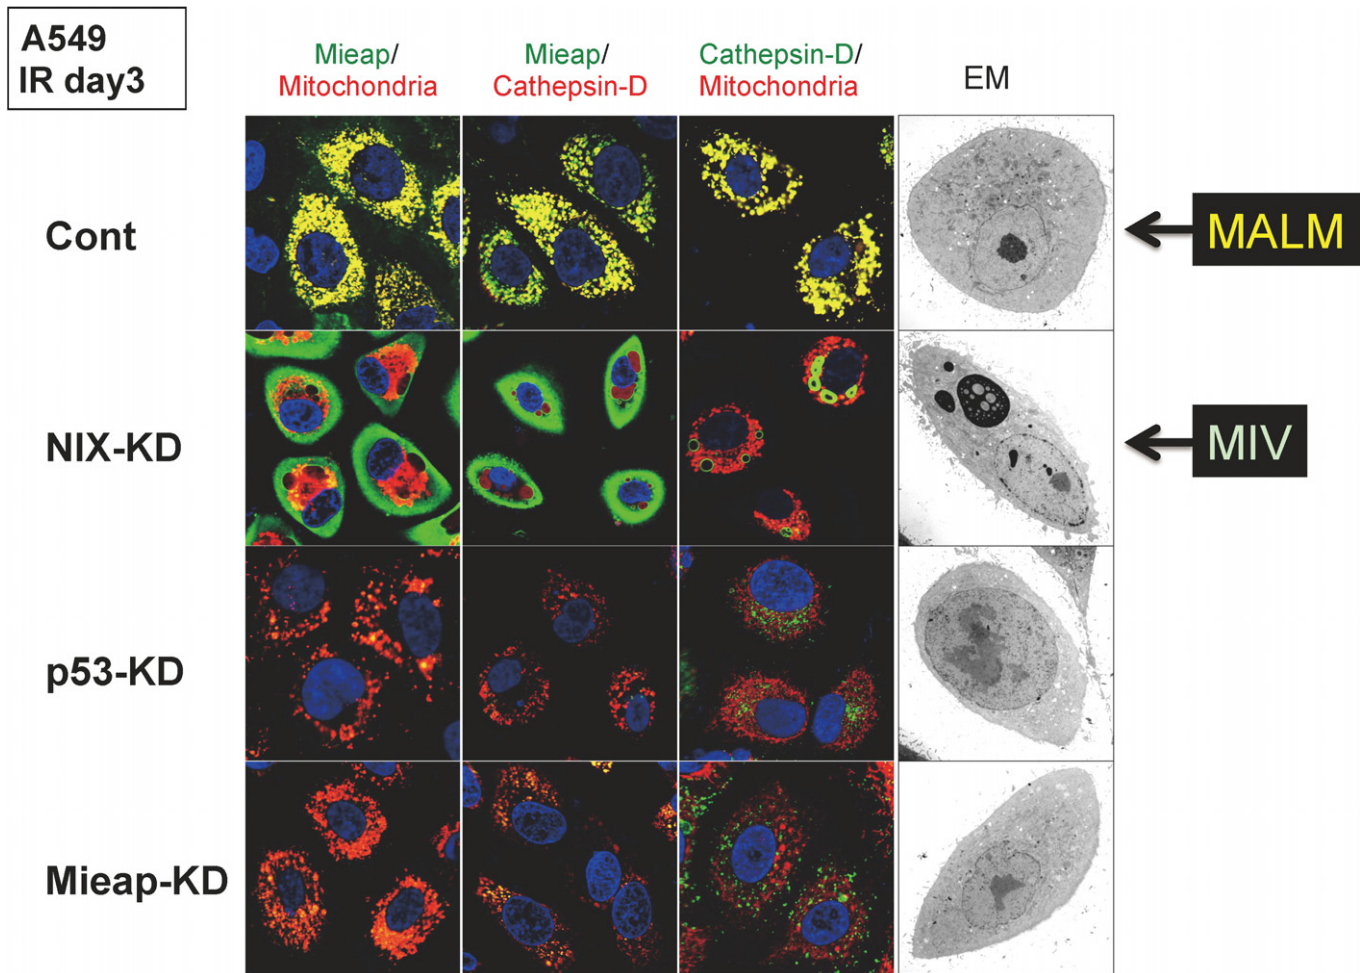 A549
IR day3
Mieap/
Mitochondria
Mieap/
Cathepsin-D
Cathepsin-D/
Mitochondria
EM
Cont
MALM
NIX-KD
MIV
p53-KD
Mieap-KD